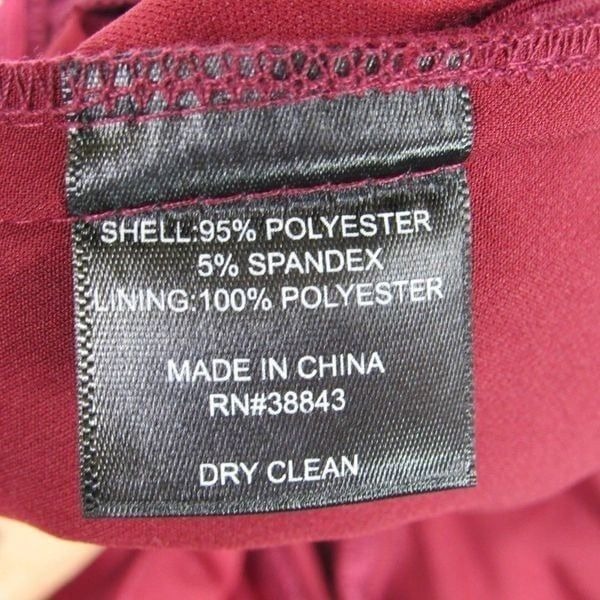 SHELL:95% POLYESTER
5% SPANDEX
LINING:100% POLYESTER
MADE IN CHINA
RN#38843
DRY CLEAN